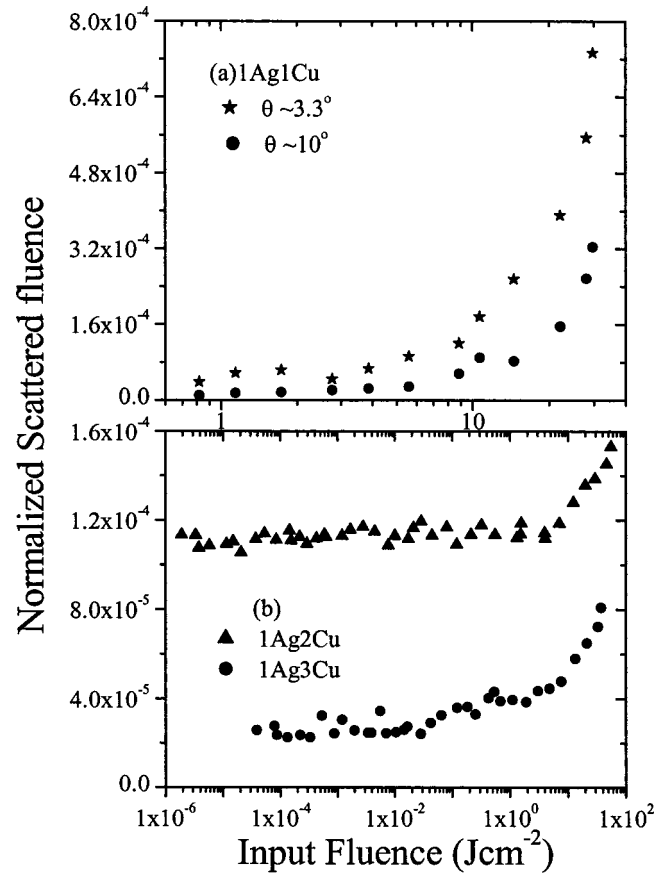 Normalized Scattered fluence
8.0x10⁻⁴
6.4x10⁻⁴
4.8x10⁻⁴
3.2x10⁻⁴
1.6x10⁻⁴
0.0
(a)1Ag1Cu
★ θ ~3.3°
● θ ~10°
1
10
1.6x10⁻⁴
1.2x10⁻⁴
8.0x10⁻⁵
4.0x10⁻⁵
0.0
(b)
▲ 1Ag2Cu
● 1Ag3Cu
1x10⁻⁶
1x10⁻⁴
1x10⁻²
1x10⁰
1x10²
Input Fluence (Jcm⁻²)